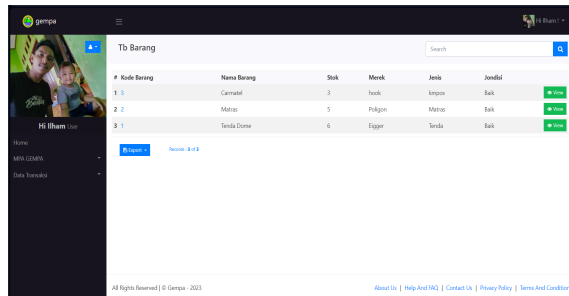 gempa
Hi Ilham !
Tb Barang
Search
# Kode Barang Nama Barang Stok Merek Jenis Jondisi
1 3 Carmatel 3 hook kmpos Baik View
2 2 Matras 5 Poligon Matras Baik View
3 1 Tenda Dome 6 Eigger Tenda Baik View
Hi Ilham User
Home
MPA GEMPA
Data Transaksi
Export
Records : 3 of 3
All Rights Reserved | © Gempa - 2023
About Us | Help And FAQ | Contact Us | Privacy Policy | Terms And Condition